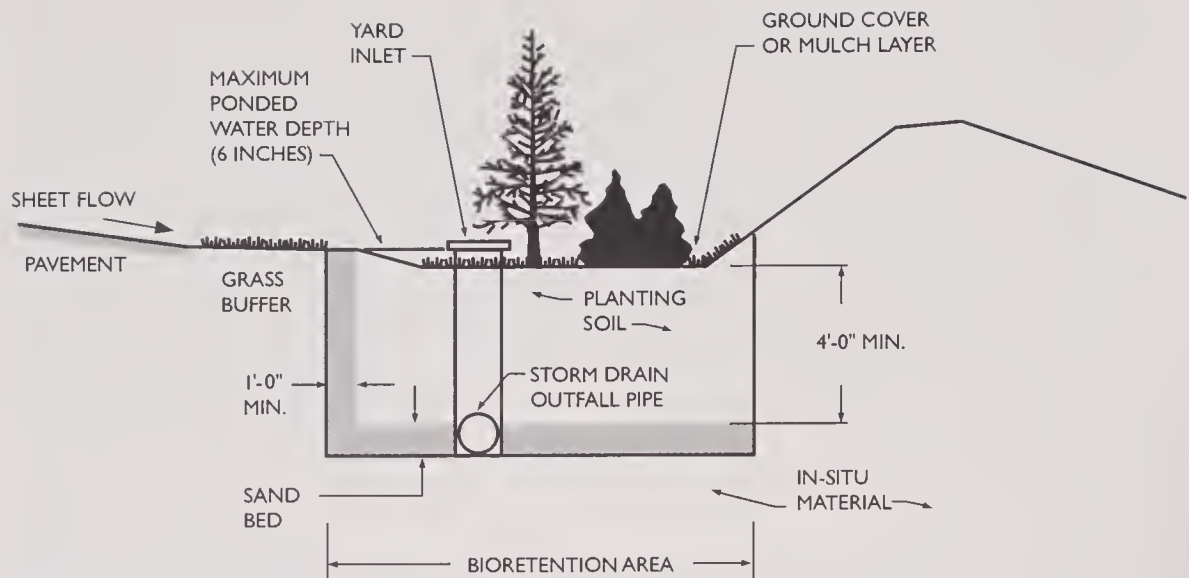 YARD
INLET
GROUND COVER
OR MULCH LAYER
MAXIMUM
PONDED
WATER DEPTH
(6 INCHES)
SHEET FLOW
PAVEMENT
GRASS
BUFFER
PLANTING
SOIL
4'-0" MIN.
1'-0"
MIN.
STORM DRAIN
OUTFALL PIPE
SAND
BED
IN-SITU
MATERIAL
BIORETENTION AREA